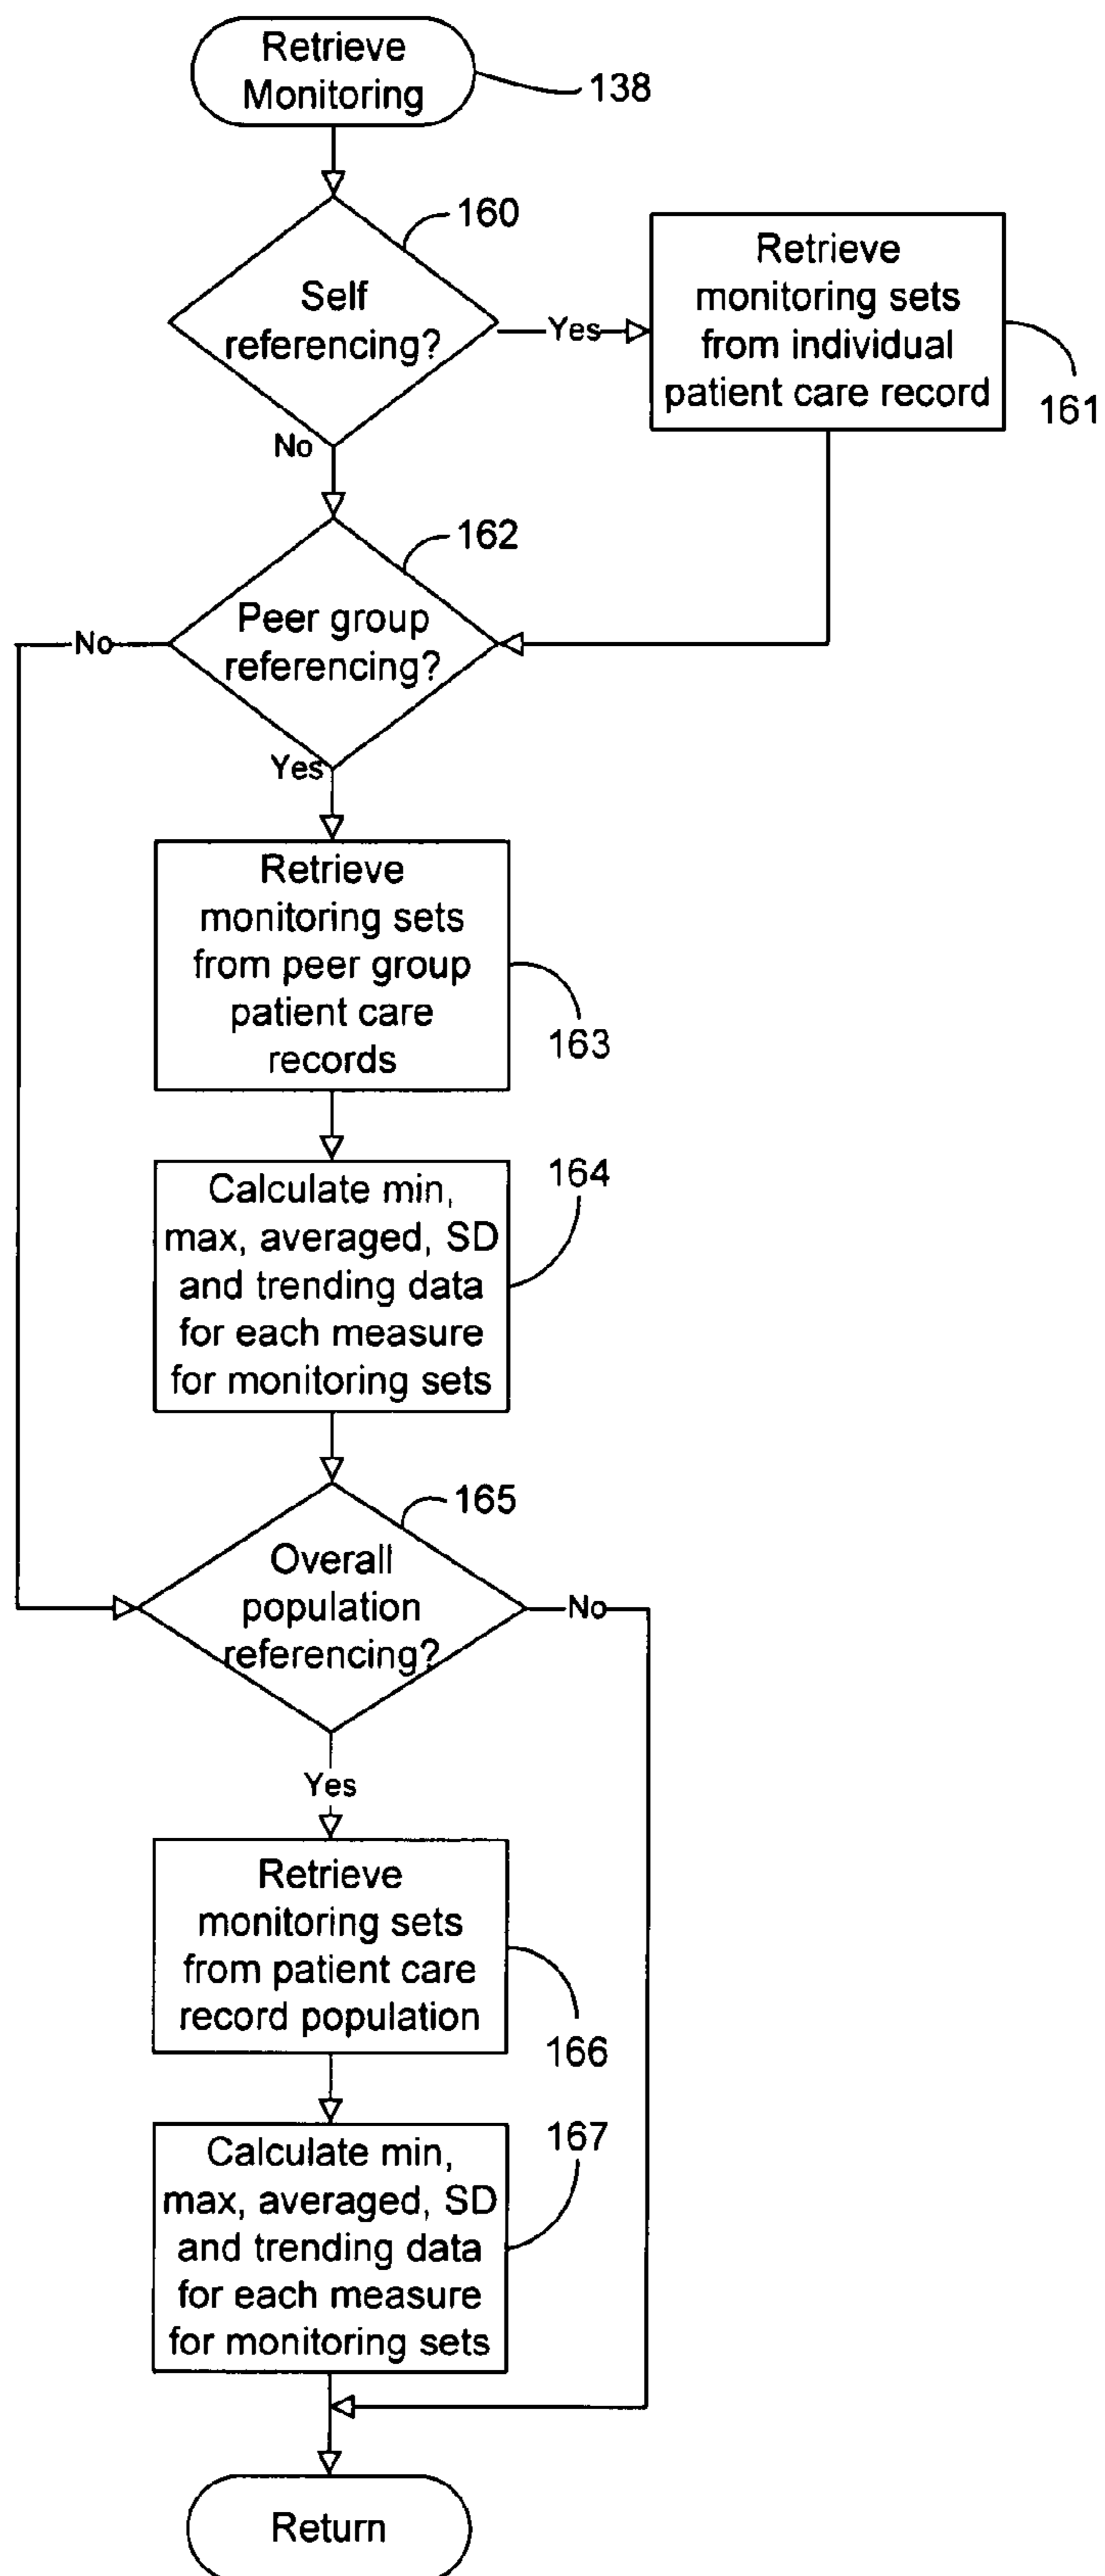 Retrieve
Monitoring
138
160
Self
referencing?
Yes
Retrieve
monitoring sets
from individual
patient care record
161
No
162
Peer group
referencing?
No
Yes
Retrieve
monitoring sets
from peer group
patient care
records
163
164
Calculate min,
max, averaged, SD
and trending data
for each measure
for monitoring sets
165
Overall
population
referencing?
No
Yes
Retrieve
monitoring sets
from patient care
record population
166
167
Calculate min,
max, averaged, SD
and trending data
for each measure
for monitoring sets
Return